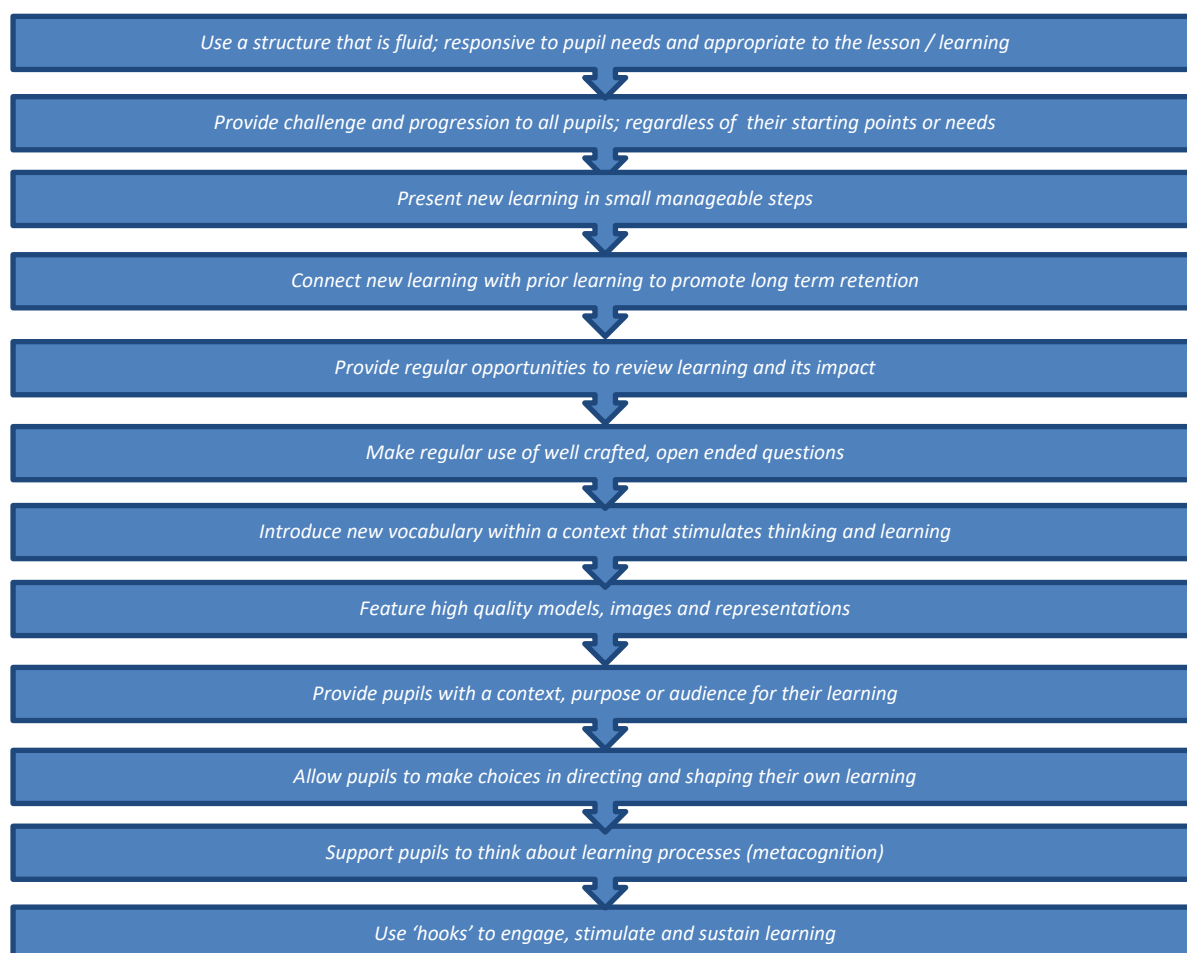 Use a structure that is fluid; responsive to pupil needs and appropriate to the lesson / learning
Provide challenge and progression to all pupils; regardless of  their starting points or needs
Present new learning in small manageable steps
Connect new learning with prior learning to promote long term retention
Provide regular opportunities to review learning and its impact
Make regular use of well crafted, open ended questions
Introduce new vocabulary within a context that stimulates thinking and learning
Feature high quality models, images and representations
Provide pupils with a context, purpose or audience for their learning
Allow pupils to make choices in directing and shaping their own learning
Support pupils to think about learning processes (metacognition)
Use ‘hooks’ to engage, stimulate and sustain learning